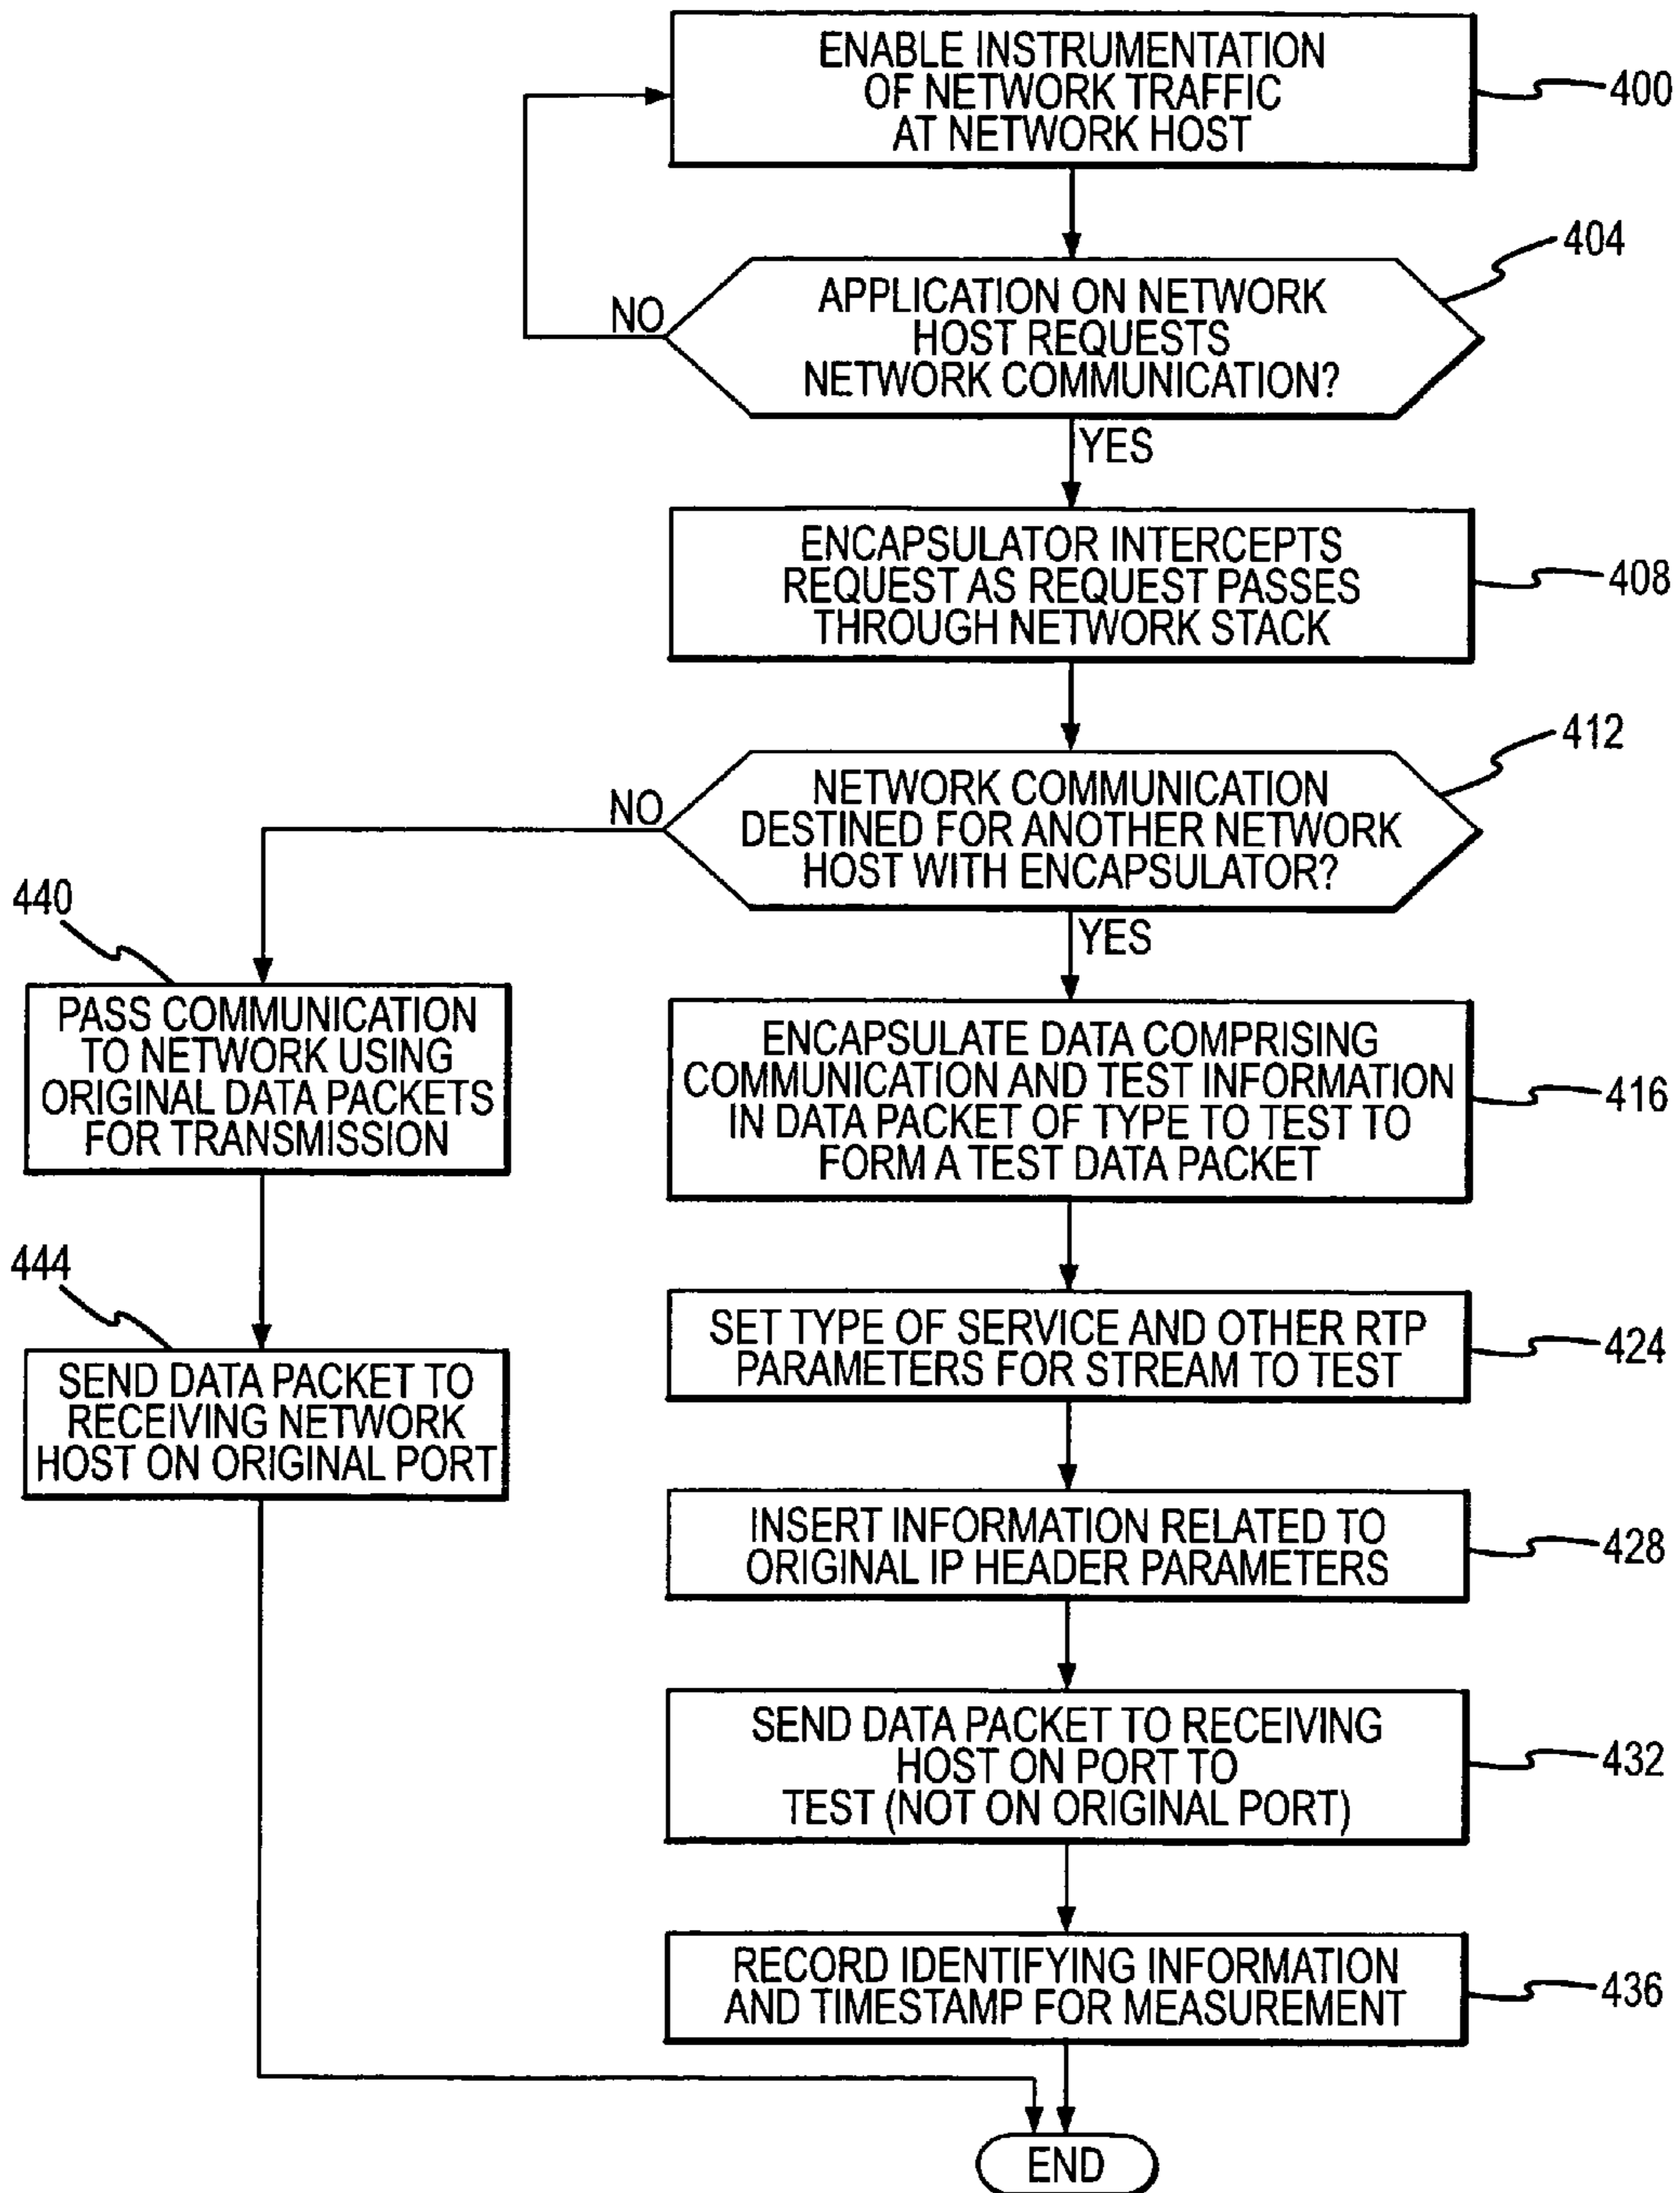 ENABLE INSTRUMENTATION
OF NETWORK TRAFFIC
AT NETWORK HOST
400
404
APPLICATION ON NETWORK
HOST REQUESTS
NETWORK COMMUNICATION?
NO
YES
ENCAPSULATOR INTERCEPTS
REQUEST AS REQUEST PASSES
THROUGH NETWORK STACK
408
412
NETWORK COMMUNICATION
DESTINED FOR ANOTHER NETWORK
HOST WITH ENCAPSULATOR?
NO
YES
440
PASS COMMUNICATION
TO NETWORK USING
ORIGINAL DATA PACKETS
FOR TRANSMISSION
ENCAPSULATE DATA COMPRISING
COMMUNICATION AND TEST INFORMATION
IN DATA PACKET OF TYPE TO TEST TO
FORM A TEST DATA PACKET
416
444
SEND DATA PACKET TO
RECEIVING NETWORK
HOST ON ORIGINAL PORT
SET TYPE OF SERVICE AND OTHER RTP
PARAMETERS FOR STREAM TO TEST
424
INSERT INFORMATION RELATED TO
ORIGINAL IP HEADER PARAMETERS
428
SEND DATA PACKET TO RECEIVING
HOST ON PORT TO
TEST (NOT ON ORIGINAL PORT)
432
RECORD IDENTIFYING INFORMATION
AND TIMESTAMP FOR MEASUREMENT
436
END